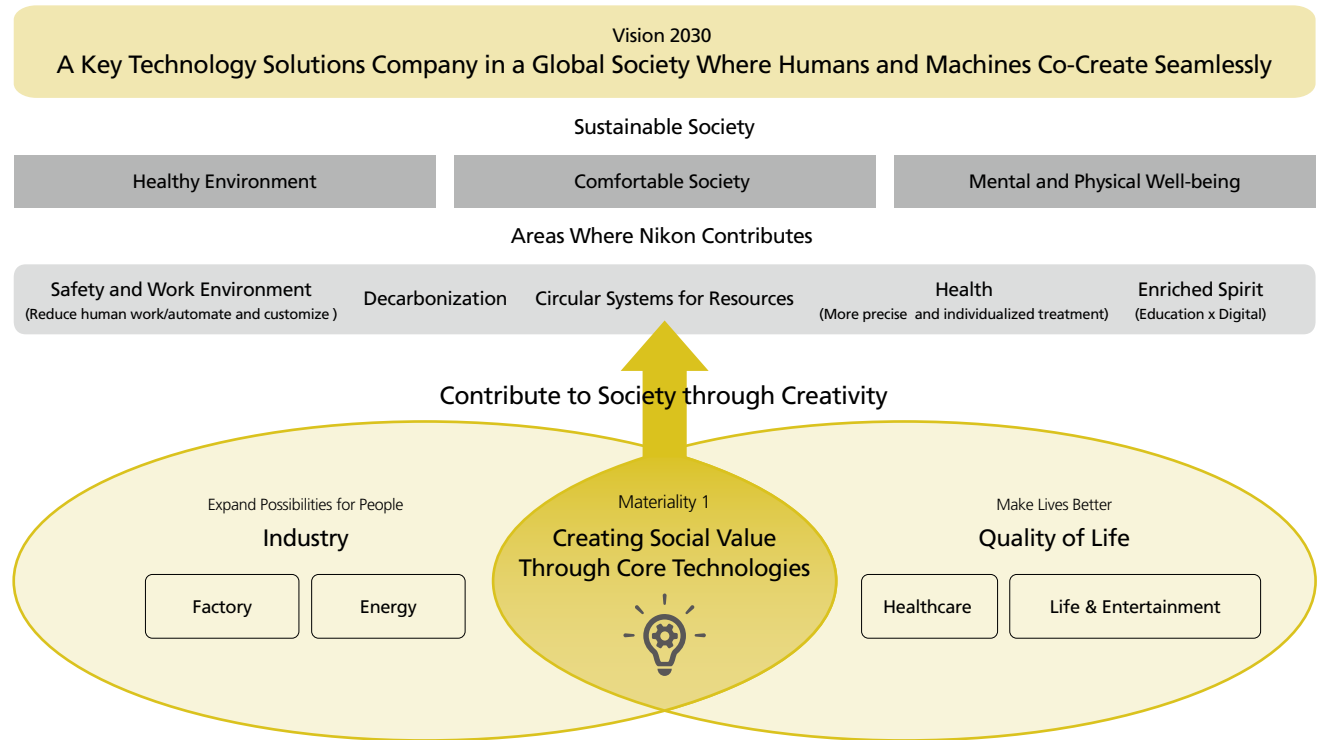 Vision 2030
A Key Technology Solutions Company in a Global Society Where Humans and Machines Co-Create Seamlessly
Sustainable Society
Healthy Environment
Comfortable Society
Mental and Physical Well-being
Areas Where Nikon Contributes
Safety and Work Environment
(Reduce human work/automate and customize )
Decarbonization
Circular Systems for Resources
Health
(More precise and individualized treatment)
Enriched Spirit
(Education x Digital)
Contribute to Society through Creativity
Expand Possibilities for People
Industry
Factory
Energy
Materiality 1
Creating Social Value
Through Core Technologies
Make Lives Better
Quality of Life
Healthcare
Life & Entertainment